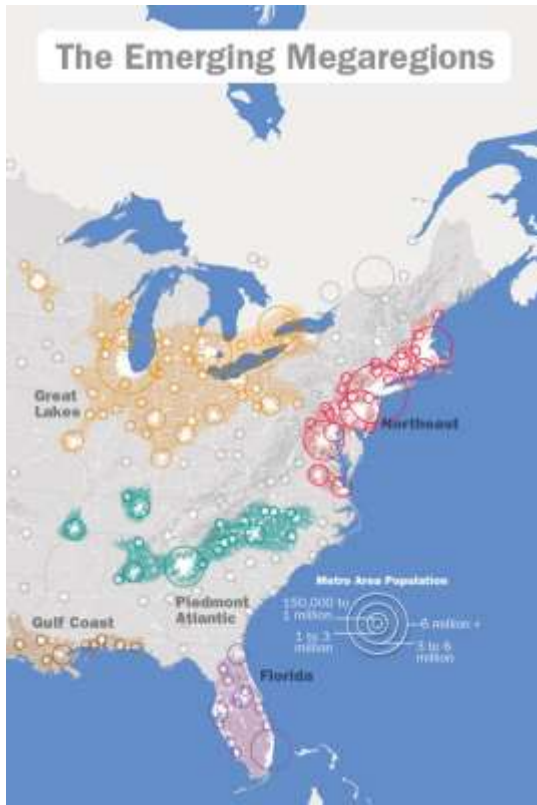 The Emerging Megaregions
Great
Lakes
Northeast
Metro Area Population
150,000 to
1 million
6 million +
1 to 3
million
3 to 6
million
Piedmont
Atlantic
Gulf Coast
Florida